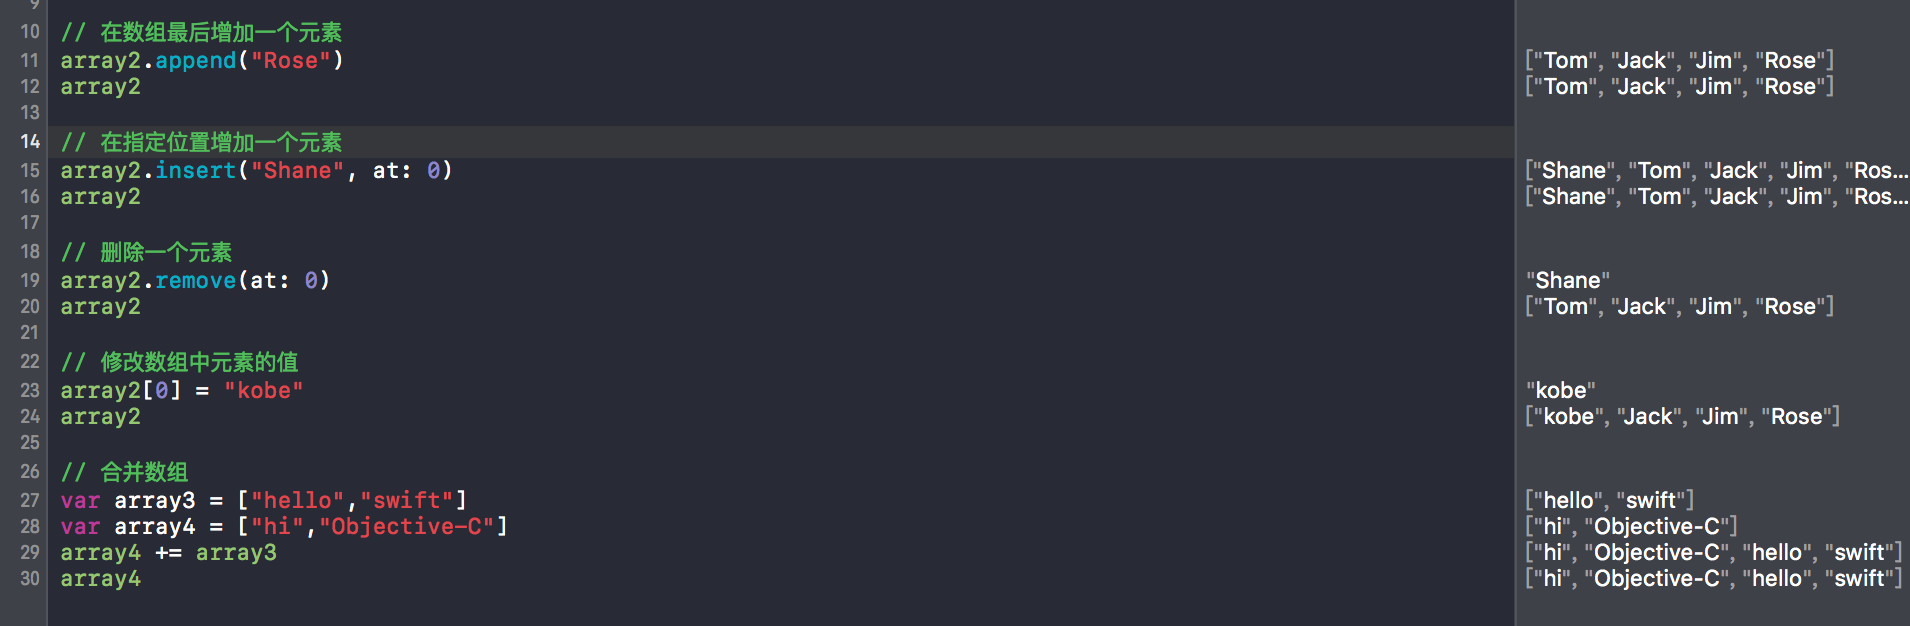 9
10 // 在数组最后增加一个元素
11 array2.append("Rose") ["Tom", "Jack", "Jim", "Rose"]
12 array2 ["Tom", "Jack", "Jim", "Rose"]
13
14 // 在指定位置增加一个元素
15 array2.insert("Shane", at: 0) ["Shane", "Tom", "Jack", "Jim", "Ros...
16 array2 ["Shane", "Tom", "Jack", "Jim", "Ros...
17
18 // 删除一个元素
19 array2.remove(at: 0) "Shane"
20 array2 ["Tom", "Jack", "Jim", "Rose"]
21
22 // 修改数组中元素的值
23 array2[0] = "kobe" "kobe"
24 array2 ["kobe", "Jack", "Jim", "Rose"]
25
26 // 合并数组
27 var array3 = ["hello","swift"] ["hello", "swift"]
28 var array4 = ["hi","Objective-C"] ["hi", "Objective-C"]
29 array4 += array3 ["hi", "Objective-C", "hello", "swift"]
30 array4 ["hi", "Objective-C", "hello", "swift"]